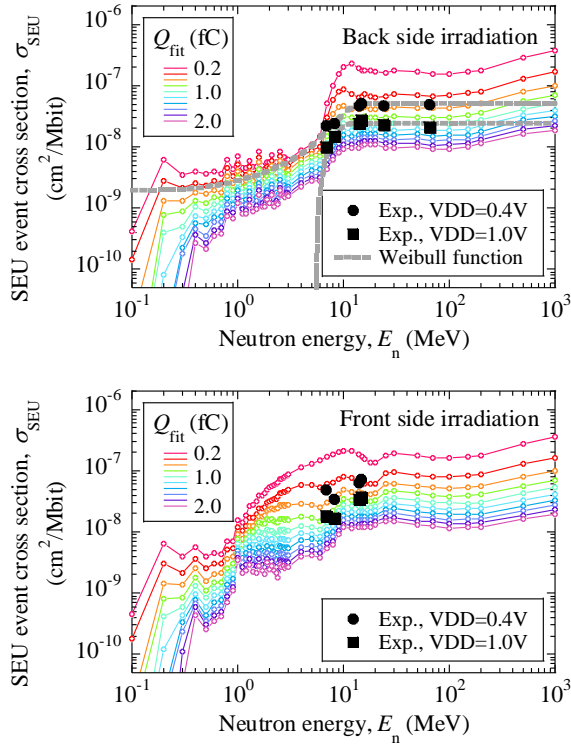 Q_fit (fC)
0.2
1.0
2.0
Back side irradiation
Exp., VDD=0.4V
Exp., VDD=1.0V
Weibull function
SEU event cross section, σ_SEU
(cm^2/Mbit)
10^-6
10^-7
10^-8
10^-9
10^-10
10^-1 10^0 10^1 10^2 10^3
Neutron energy, E_n (MeV)
Q_fit (fC)
0.2
1.0
2.0
Front side irradiation
Exp., VDD=0.4V
Exp., VDD=1.0V
SEU event cross section, σ_SEU
(cm^2/Mbit)
10^-6
10^-7
10^-8
10^-9
10^-10
10^-1 10^0 10^1 10^2 10^3
Neutron energy, E_n (MeV)